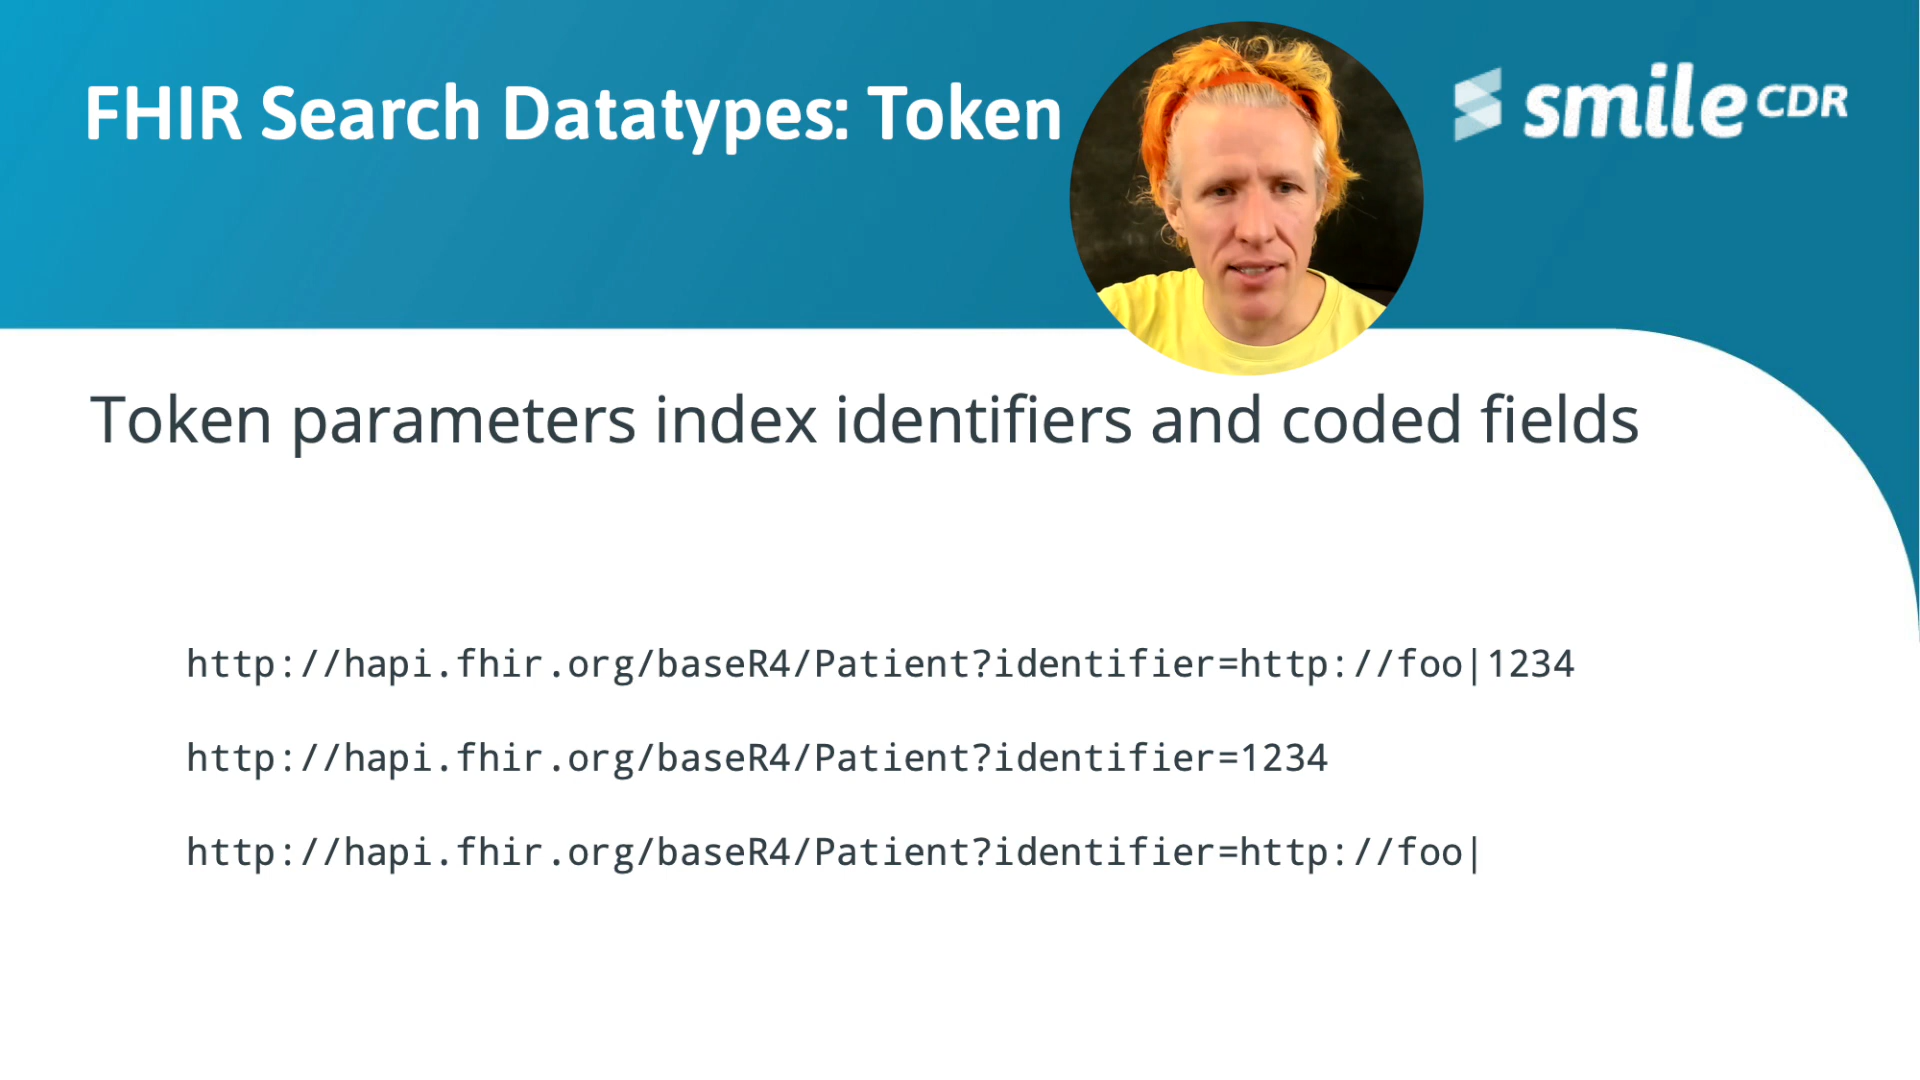 FHIR Search Datatypes: Token
smile CDR
Token parameters index identifiers and coded fields
http://hapi.fhir.org/baseR4/Patient?identifier=http://foo|1234
http://hapi.fhir.org/baseR4/Patient?identifier=1234
http://hapi.fhir.org/baseR4/Patient?identifier=http://foo|